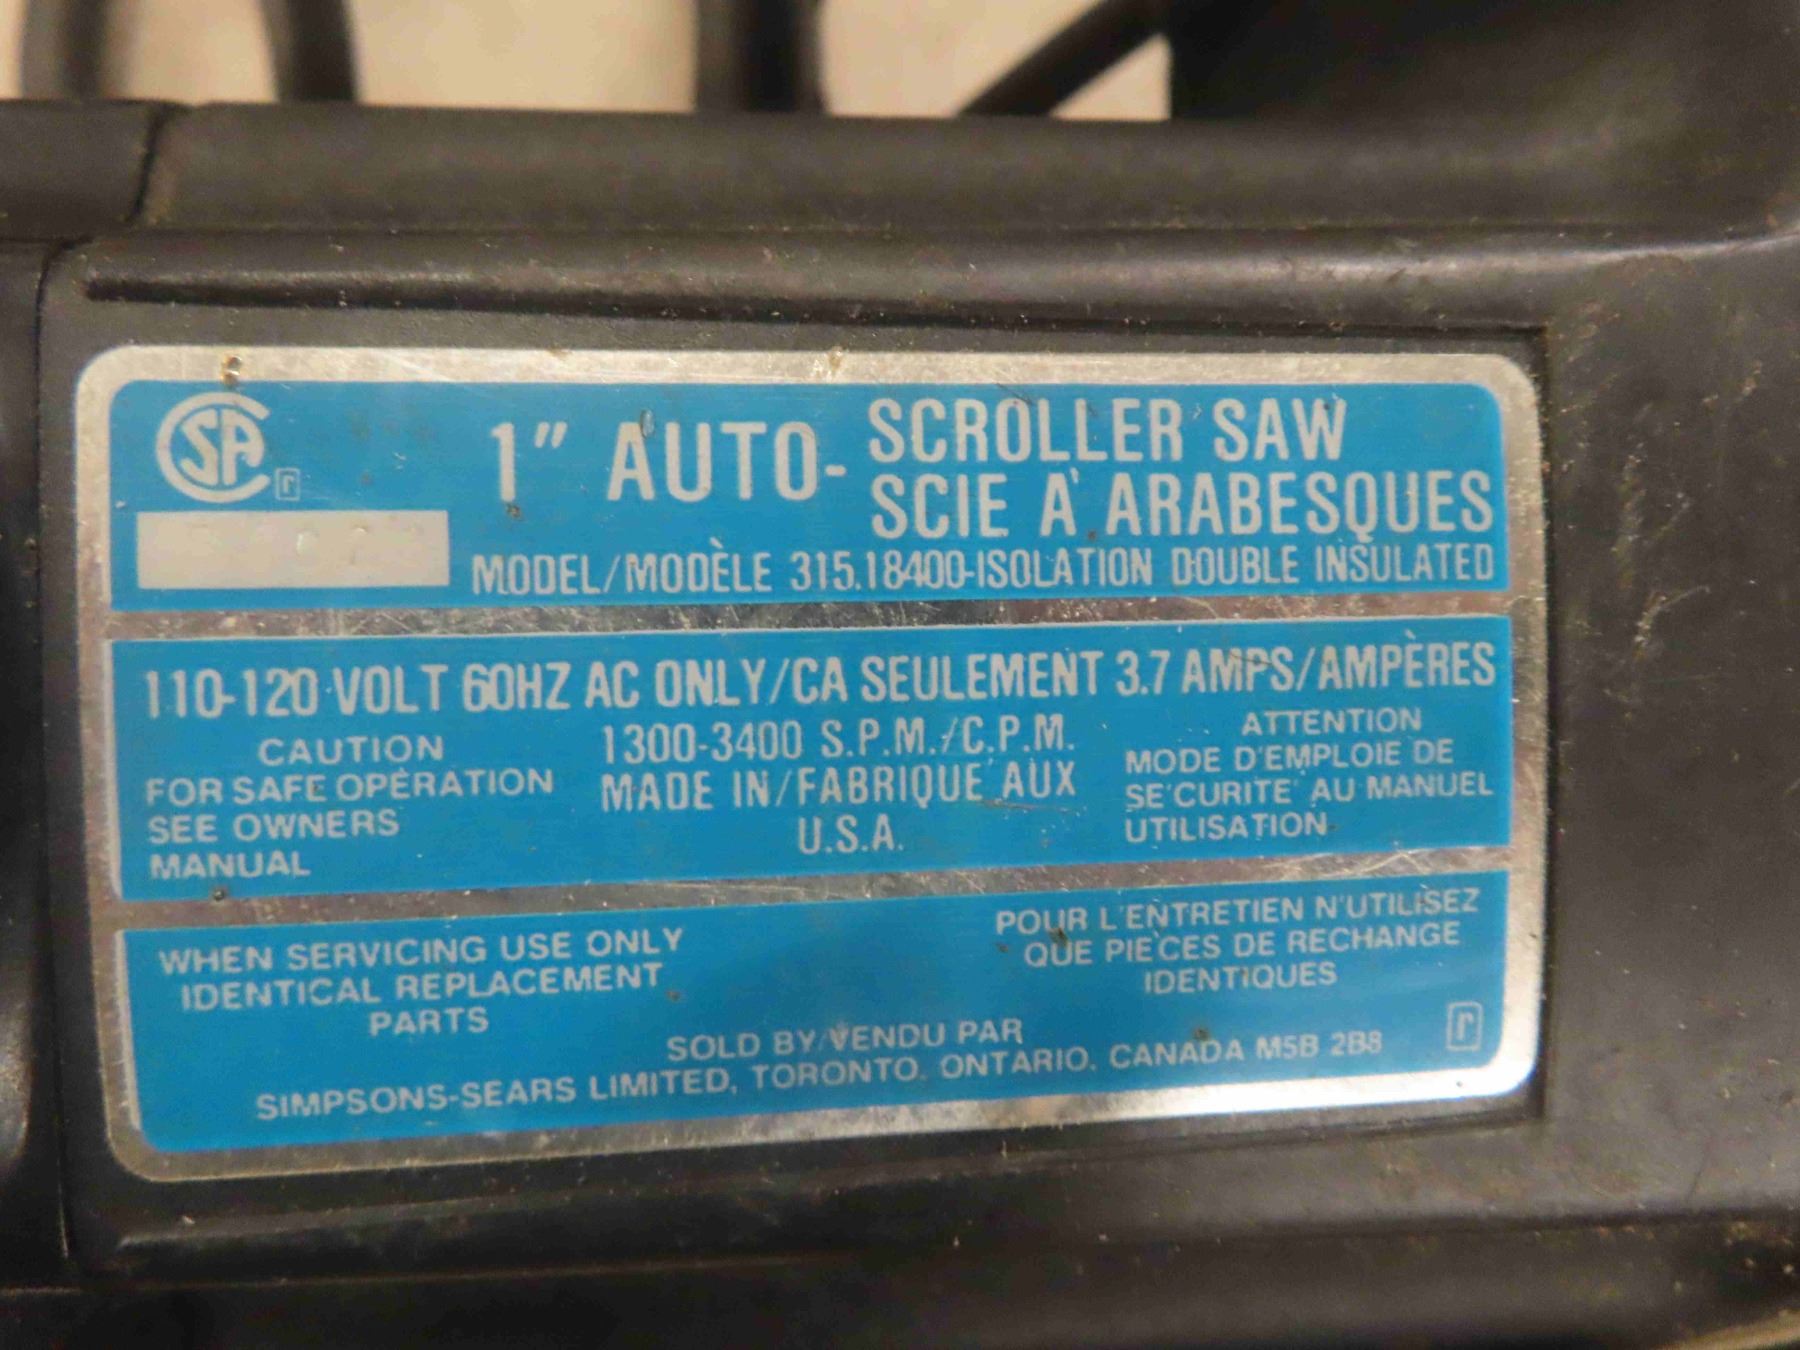 CSA r
1" AUTO- SCROLLER SAW
SCIE À ARABESQUES
MODEL/MODÈLE 315.18400-ISOLATION DOUBLE INSULATED
110-120 VOLT 60HZ AC ONLY/CA SEULEMENT 3.7 AMPS/AMPÈRES
CAUTION
FOR SAFE OPERATION
SEE OWNERS
MANUAL
1300-3400 S.P.M./C.P.M.
MADE IN/FABRIQUE' AUX
U.S.A.
ATTENTION
MODE D'EMPLOIE DE
SE'CURITE' AU MANUEL
UTILISATION
WHEN SERVICING USE ONLY
IDENTICAL REPLACEMENT
PARTS
POUR L'ENTRETIEN N'UTILISEZ
QUE PIÈCES DE RECHANGE
IDENTIQUES
SOLD BY/VENDU PAR
SIMPSONS-SEARS LIMITED, TORONTO, ONTARIO, CANADA M5B 2B8
r